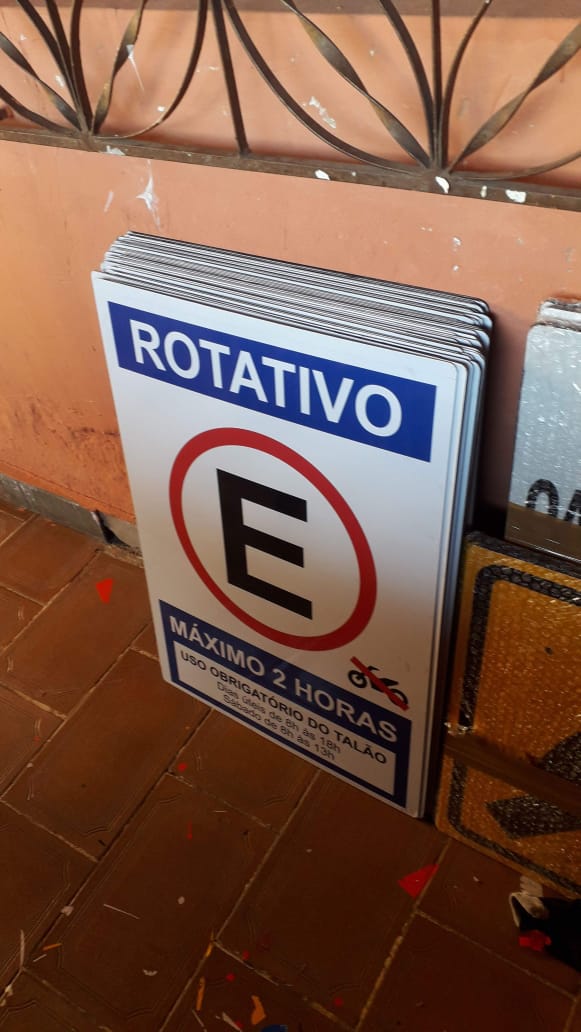 ROTATIVO
E
MÁXIMO 2 HORAS
USO OBRIGATÓRIO DO TALÃO
Dias úteis de 8h às 18h
Sábado de 8h às 13h